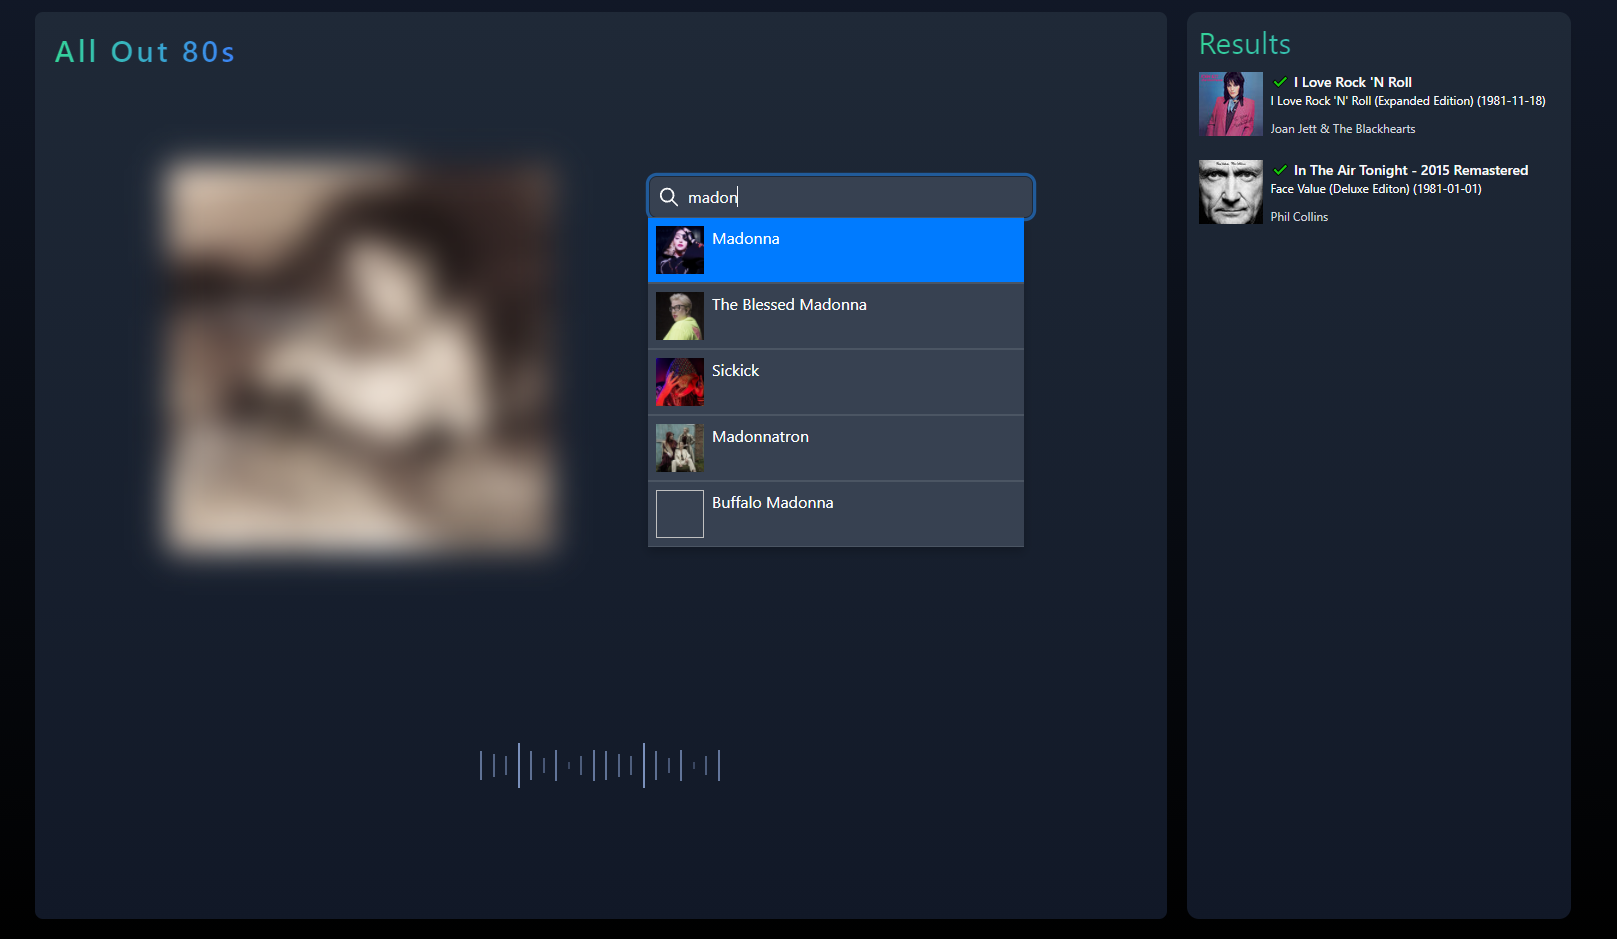 All Out 80s
madon
Madonna
The Blessed Madonna
Sickick
Madonnatron
Buffalo Madonna
Results
I Love Rock 'N Roll
I Love Rock 'N' Roll (Expanded Edition) (1981-11-18)
Joan Jett & The Blackhearts
In The Air Tonight - 2015 Remastered
Face Value (Deluxe Editon) (1981-01-01)
Phil Collins